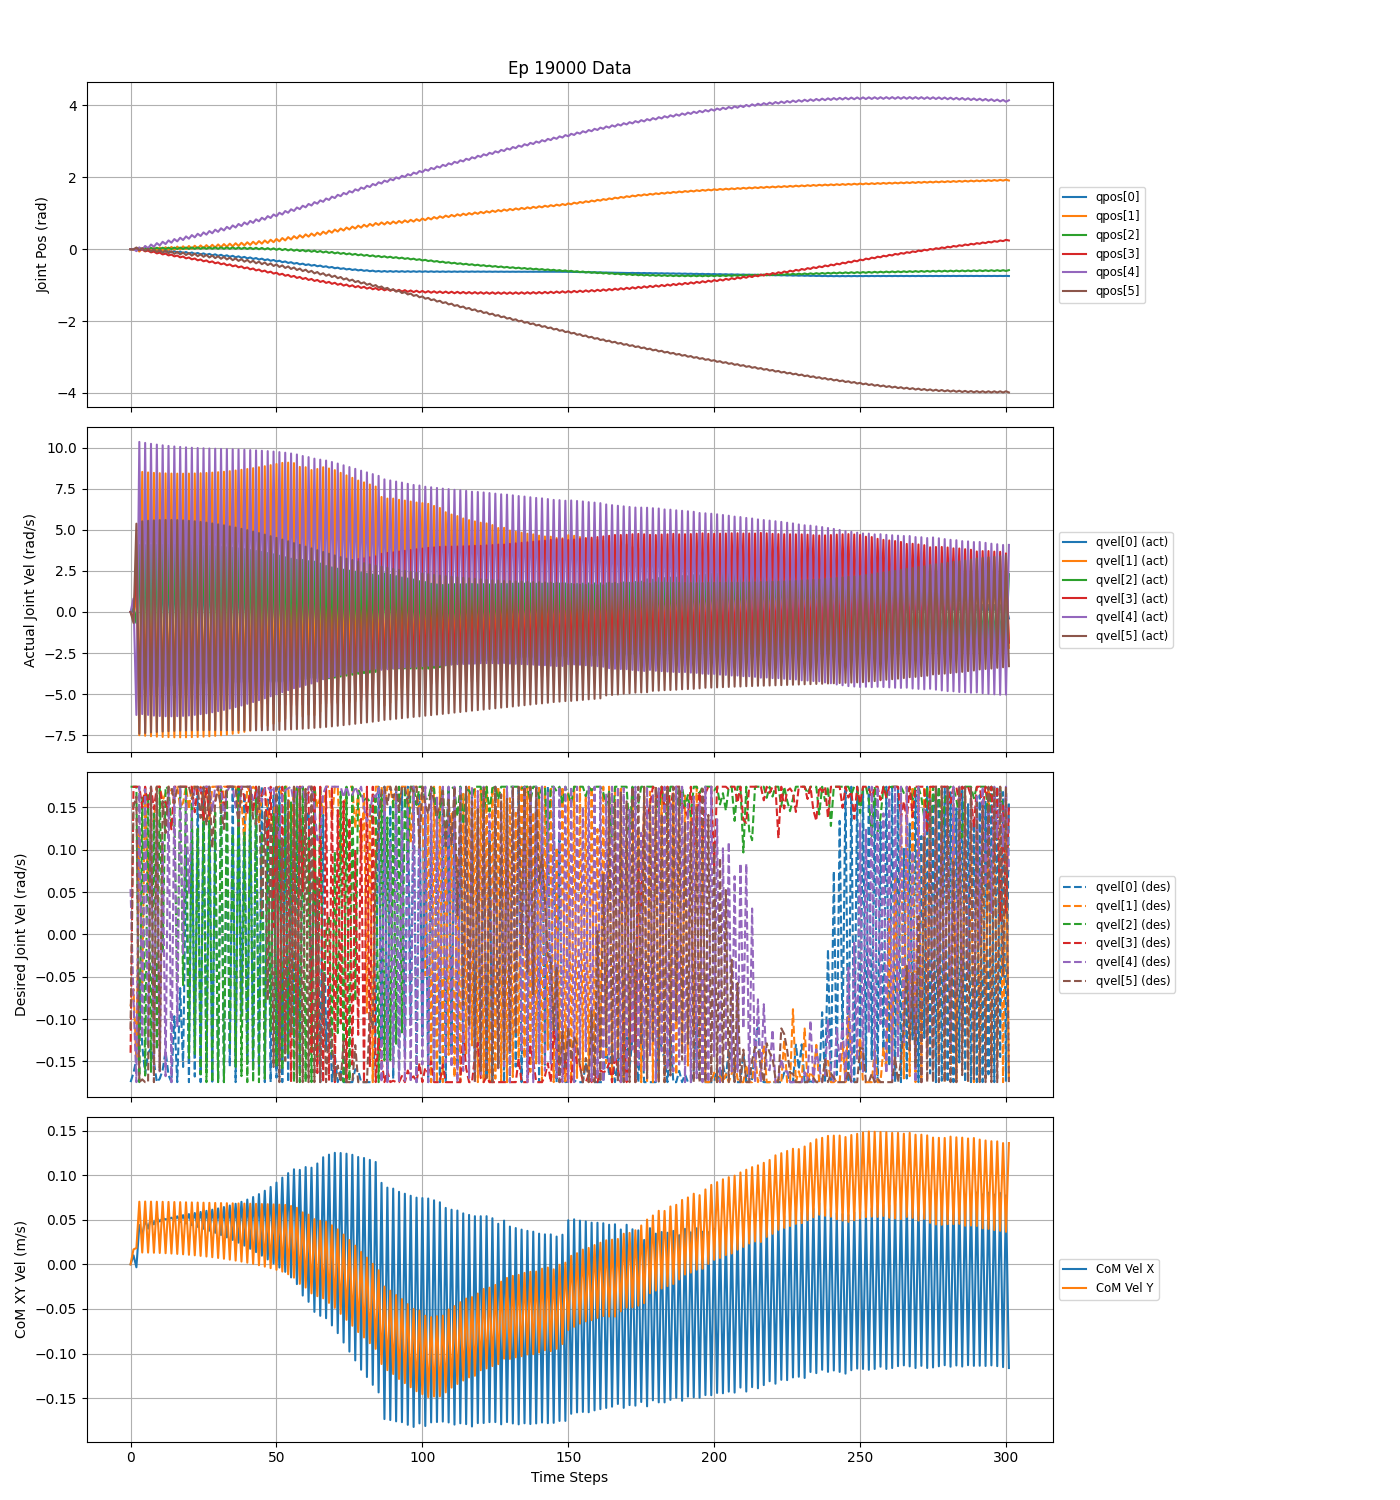 Ep 19000 Data
Joint Pos (rad)
4
2
0
−2
−4
qpos[0]
qpos[1]
qpos[2]
qpos[3]
qpos[4]
qpos[5]
Actual Joint Vel (rad/s)
10.0
7.5
5.0
2.5
0.0
−2.5
−5.0
−7.5
qvel[0] (act)
qvel[1] (act)
qvel[2] (act)
qvel[3] (act)
qvel[4] (act)
qvel[5] (act)
Desired Joint Vel (rad/s)
0.15
0.10
0.05
0.00
−0.05
−0.10
−0.15
qvel[0] (des)
qvel[1] (des)
qvel[2] (des)
qvel[3] (des)
qvel[4] (des)
qvel[5] (des)
CoM XY Vel (m/s)
0.15
0.10
0.05
0.00
−0.05
−0.10
−0.15
CoM Vel X
CoM Vel Y
0 50 100 150 200 250 300
Time Steps